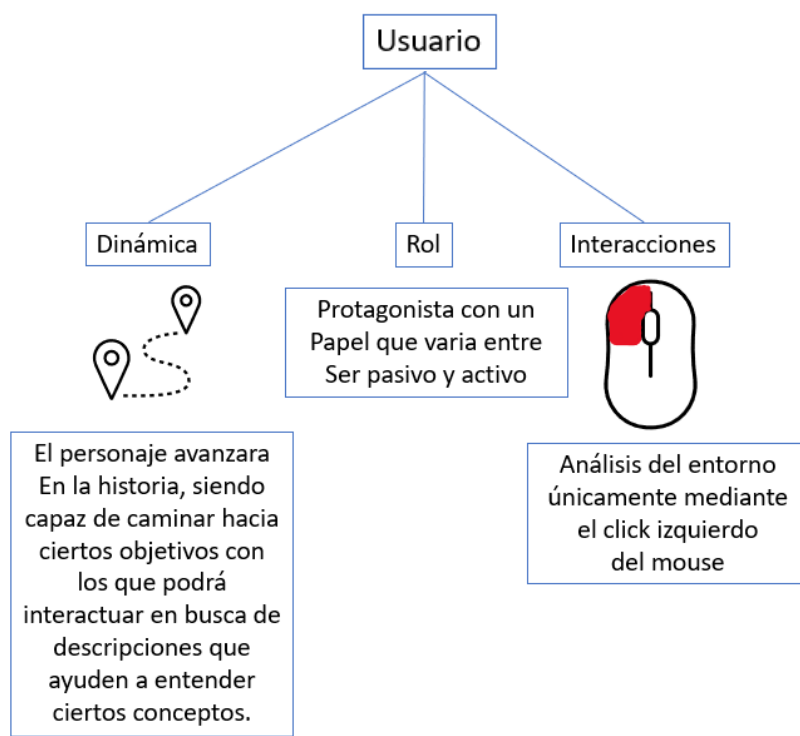 Usuario
Dinámica
Rol
Interacciones
Protagonista con un
Papel que varia entre
Ser pasivo y activo
El personaje avanzara
En la historia, siendo
capaz de caminar hacia
ciertos objetivos con
los que podrá
interactuar en busca de
descripciones que
ayuden a entender
ciertos conceptos.
Análisis del entorno
únicamente mediante
el click izquierdo
del mouse